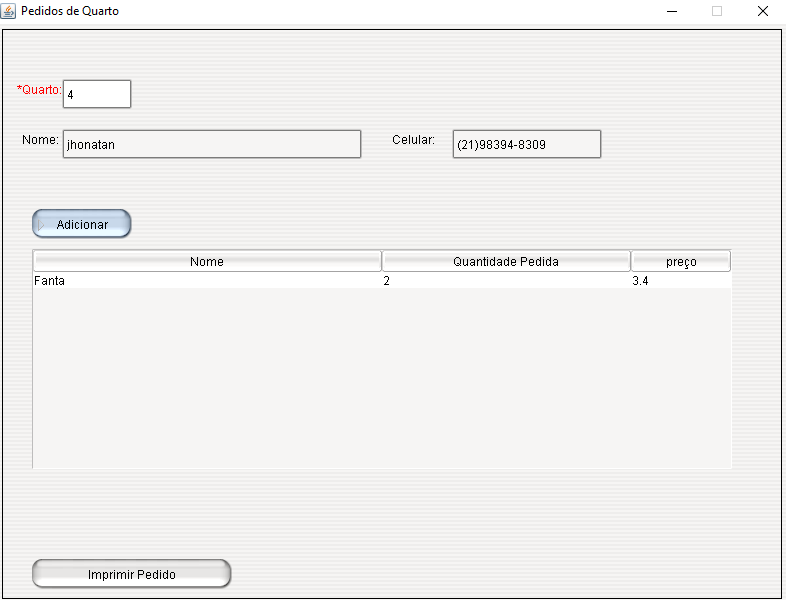 Pedidos de Quarto
*Quarto: 4
Nome: jhonatan Celular: (21)98394-8309
Adicionar
Nome Quantidade Pedida preço
Fanta 2 3.4
Imprimir Pedido